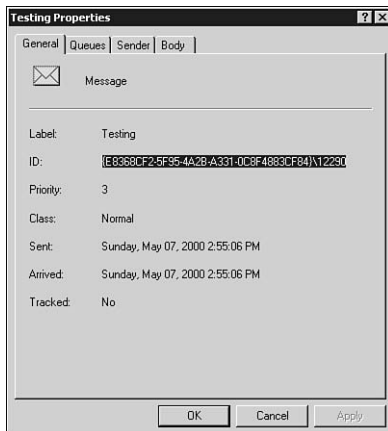 Testing Properties
General Queues Sender Body
Message
Label: Testing
ID: {E8368CF2-5F95-4A2B-A331-0C8F4883CF84}\12290
Priority: 3
Class: Normal
Sent: Sunday, May 07, 2000 2:55:06 PM
Arrived: Sunday, May 07, 2000 2:55:06 PM
Tracked: No
OK Cancel Apply